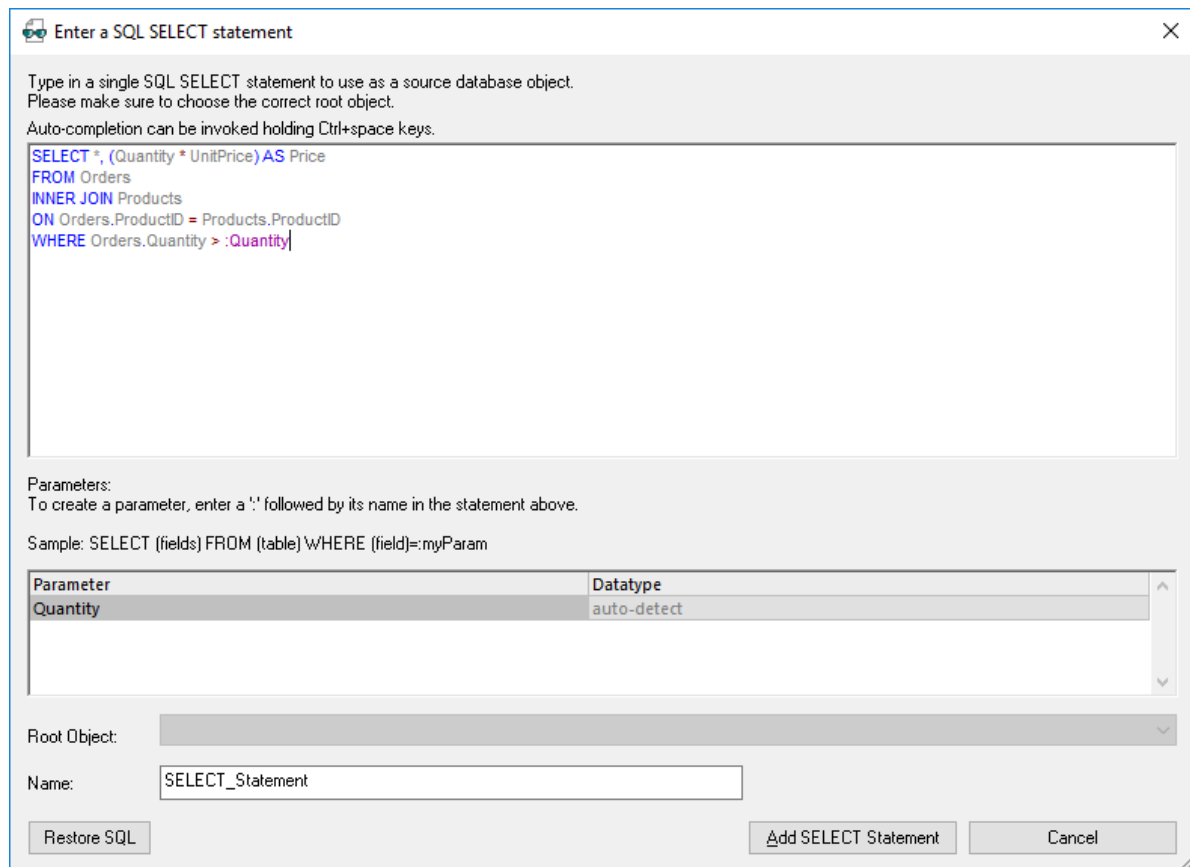 Enter a SQL SELECT statement
Type in a single SQL SELECT statement to use as a source database object.
Please make sure to choose the correct root object.
Auto-completion can be invoked holding Ctrl+space keys.
SELECT *, (Quantity * UnitPrice) AS Price
FROM Orders
INNER JOIN Products
ON Orders.ProductID = Products.ProductID
WHERE Orders.Quantity > :Quantity
Parameters:
To create a parameter, enter a ':' followed by its name in the statement above.
Sample: SELECT (fields) FROM (table) WHERE (field)=:myParam
Parameter Datatype
Quantity auto-detect
Root Object:
Name: SELECT_Statement
Restore SQL Add SELECT Statement Cancel